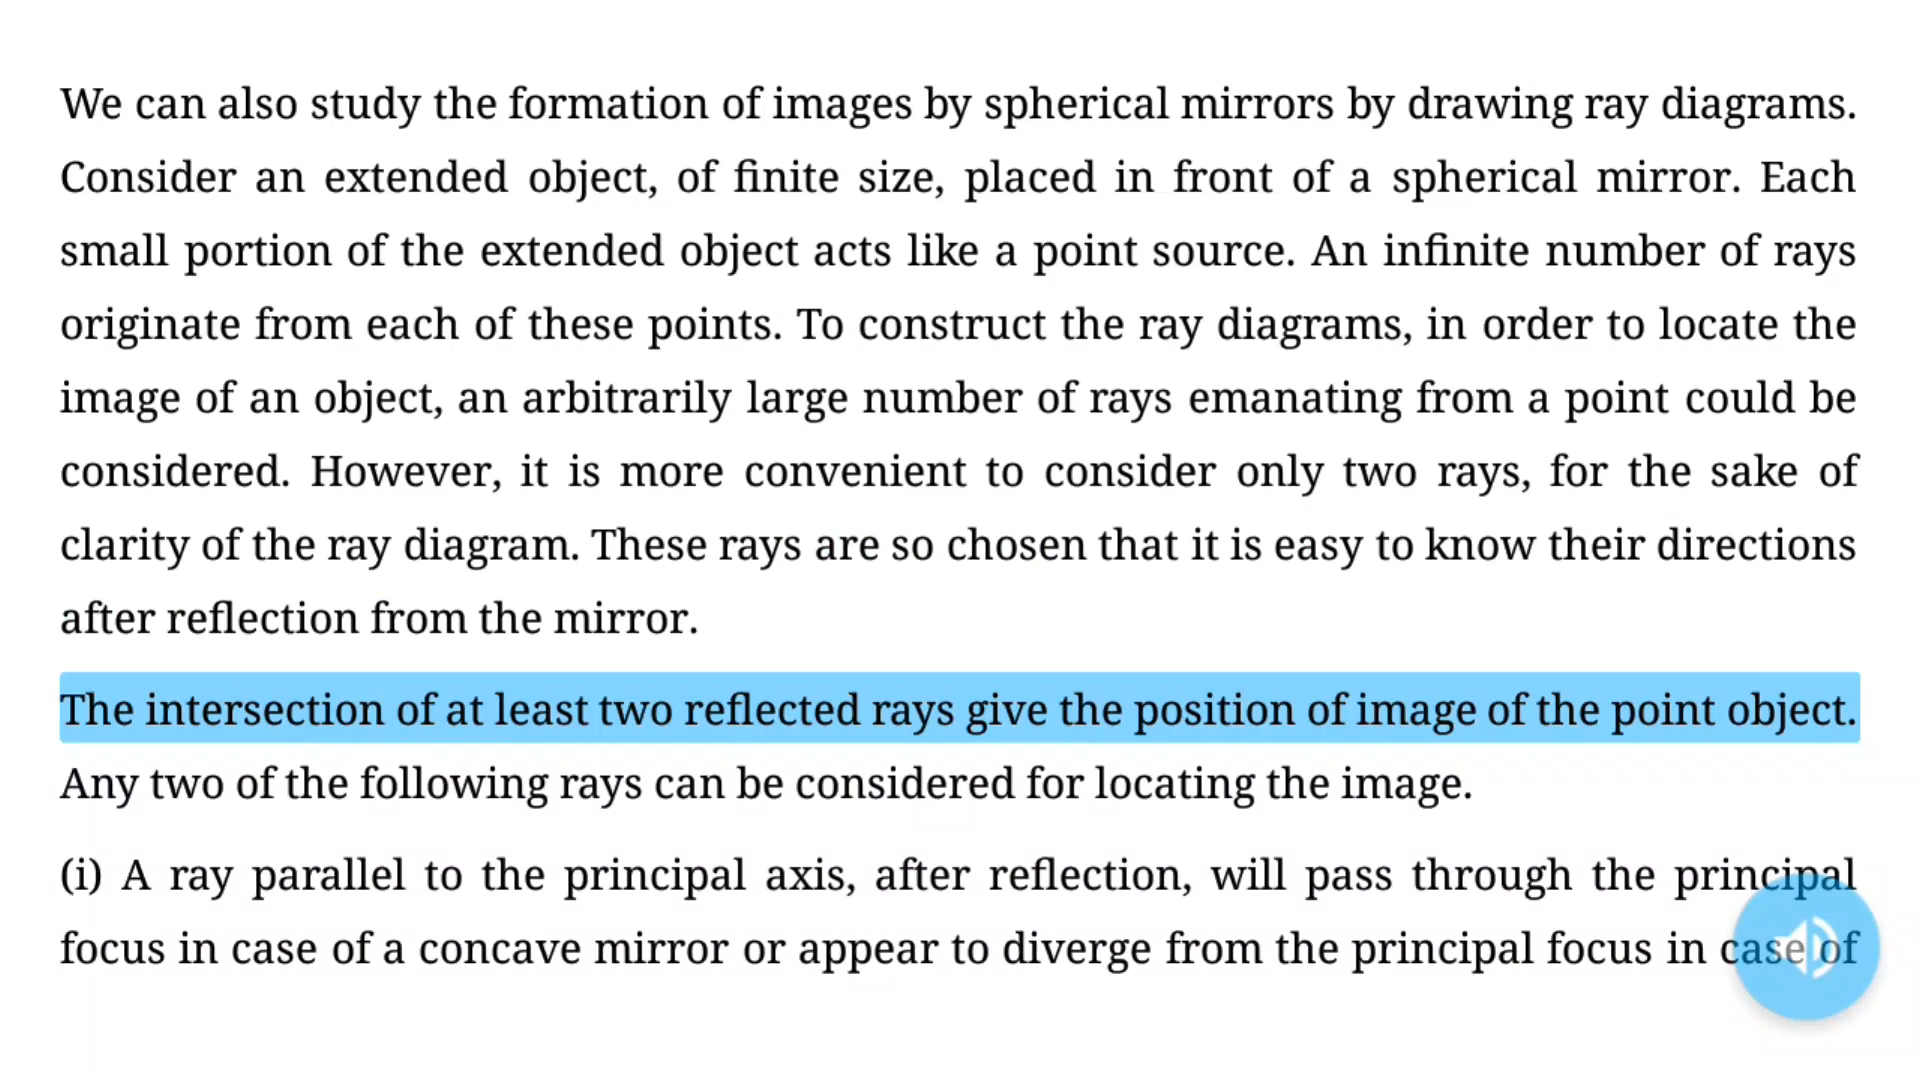 We can also study the formation of images by spherical mirrors by drawing ray diagrams.
Consider an extended object, of finite size, placed in front of a spherical mirror. Each
small portion of the extended object acts like a point source. An infinite number of rays
originate from each of these points. To construct the ray diagrams, in order to locate the
image of an object, an arbitrarily large number of rays emanating from a point could be
considered. However, it is more convenient to consider only two rays, for the sake of
clarity of the ray diagram. These rays are so chosen that it is easy to know their directions
after reflection from the mirror.
The intersection of at least two reflected rays give the position of image of the point object.
Any two of the following rays can be considered for locating the image.
(i) A ray parallel to the principal axis, after reflection, will pass through the principal
focus in case of a concave mirror or appear to diverge from the principal focus in case of